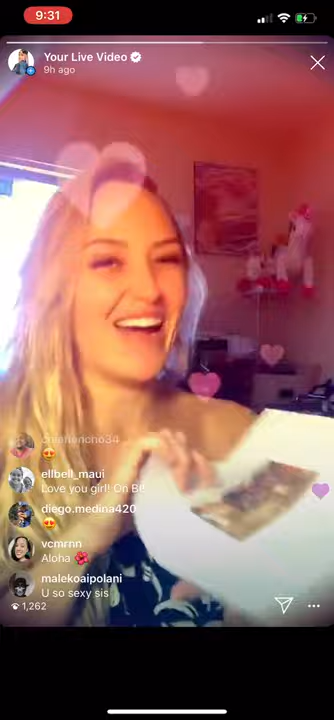 9:31
Your Live Video
9h ago
ellbell_maui
Love you girl! On B!!
diego.medina420
vcmrnn
Aloha 🌺
malekoaipolani
U so sexy sis
1,262